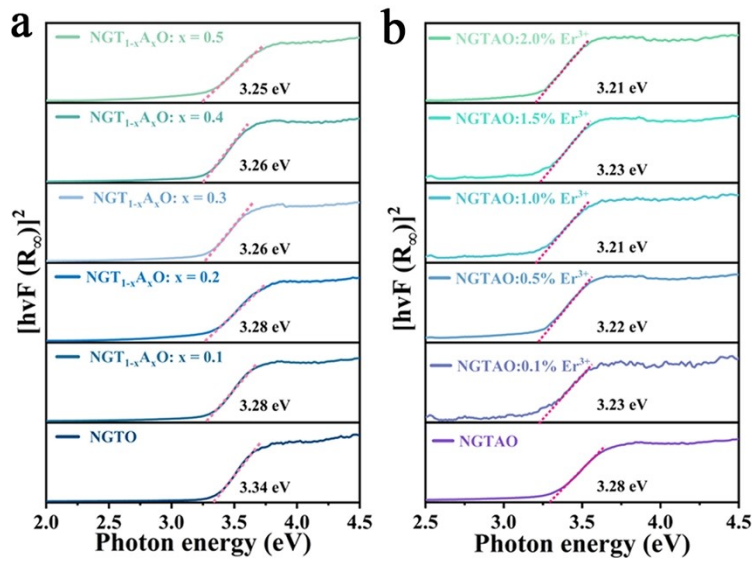 a
[hvF (R∞)]²
NGT₁₋ₓAₓO: x = 0.5
3.25 eV
NGT₁₋ₓAₓO: x = 0.4
3.26 eV
NGT₁₋ₓAₓO: x = 0.3
3.26 eV
NGT₁₋ₓAₓO: x = 0.2
3.28 eV
NGT₁₋ₓAₓO: x = 0.1
3.28 eV
NGTO
3.34 eV
2.0 2.5 3.0 3.5 4.0 4.5
Photon energy (eV)
b
[hvF (R∞)]²
NGTAO:2.0% Er³⁺
3.21 eV
NGTAO:1.5% Er³⁺
3.23 eV
NGTAO:1.0% Er³⁺
3.21 eV
NGTAO:0.5% Er³⁺
3.22 eV
NGTAO:0.1% Er³⁺
3.23 eV
NGTAO
3.28 eV
2.5 3.0 3.5 4.0 4.5
Photon energy (eV)